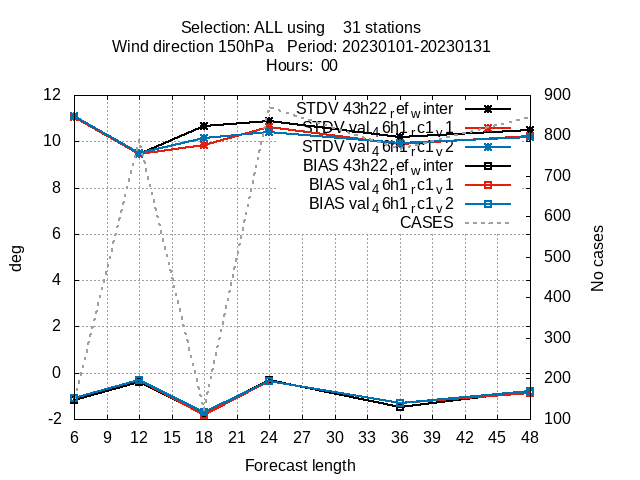 Selection: ALL using    31 stations
Wind direction 150hPa   Period: 20230101-20230131
Hours:  00
12
10
8
6
4
2
0
-2
deg
900
800
700
600
500
400
300
200
100
No cases
STDV 43h22_ref_winter
STDV val_46h1_rc1_v1
STDV val_46h1_rc1_v2
BIAS 43h22_ref_winter
BIAS val_46h1_rc1_v1
BIAS val_46h1_rc1_v2
CASES
6 9 12 15 18 21 24 27 30 33 36 39 42 45 48
Forecast length